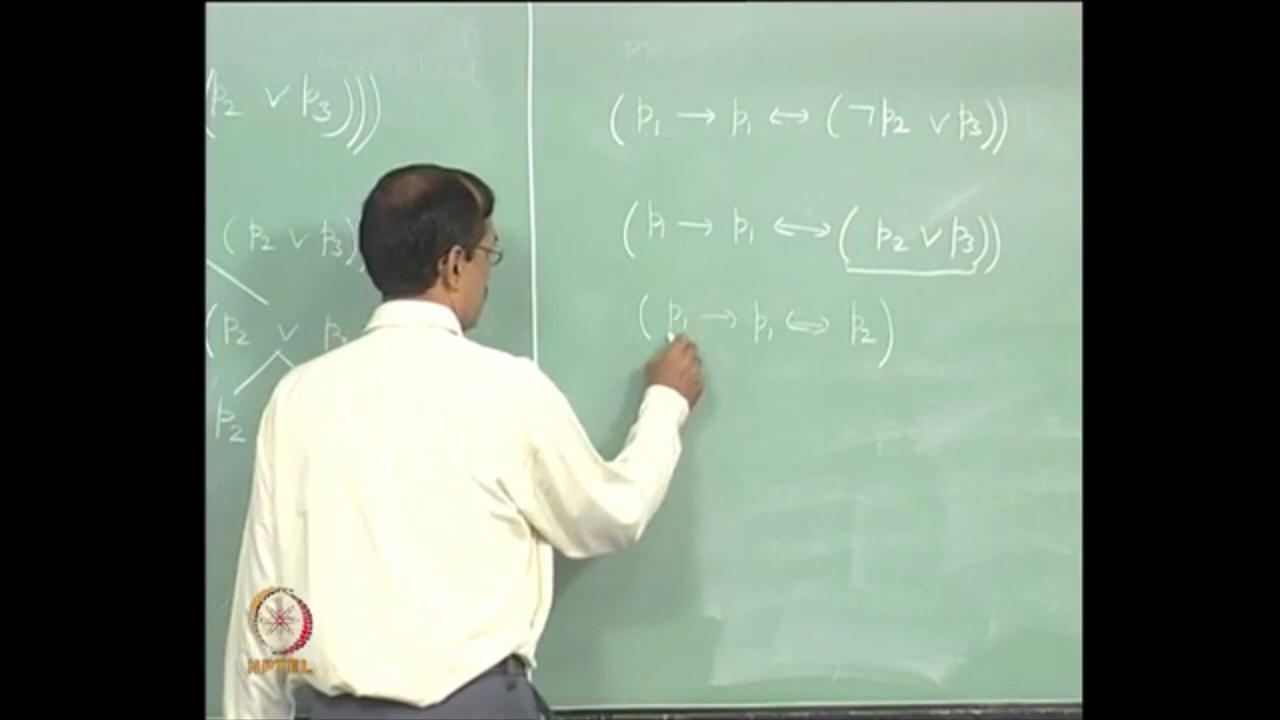 (p₂ ∨ p₃)))
(p₂ ∨ p₃)
(p₂ ∨ p₃
p₂
(p₁ → p₁ ↔ (¬p₂ ∨ p₃))
(p₁ → p₁ ↔ (p₂ ∨ p₃))
(p₁ → p₁ ↔ p₂)
NPTEL